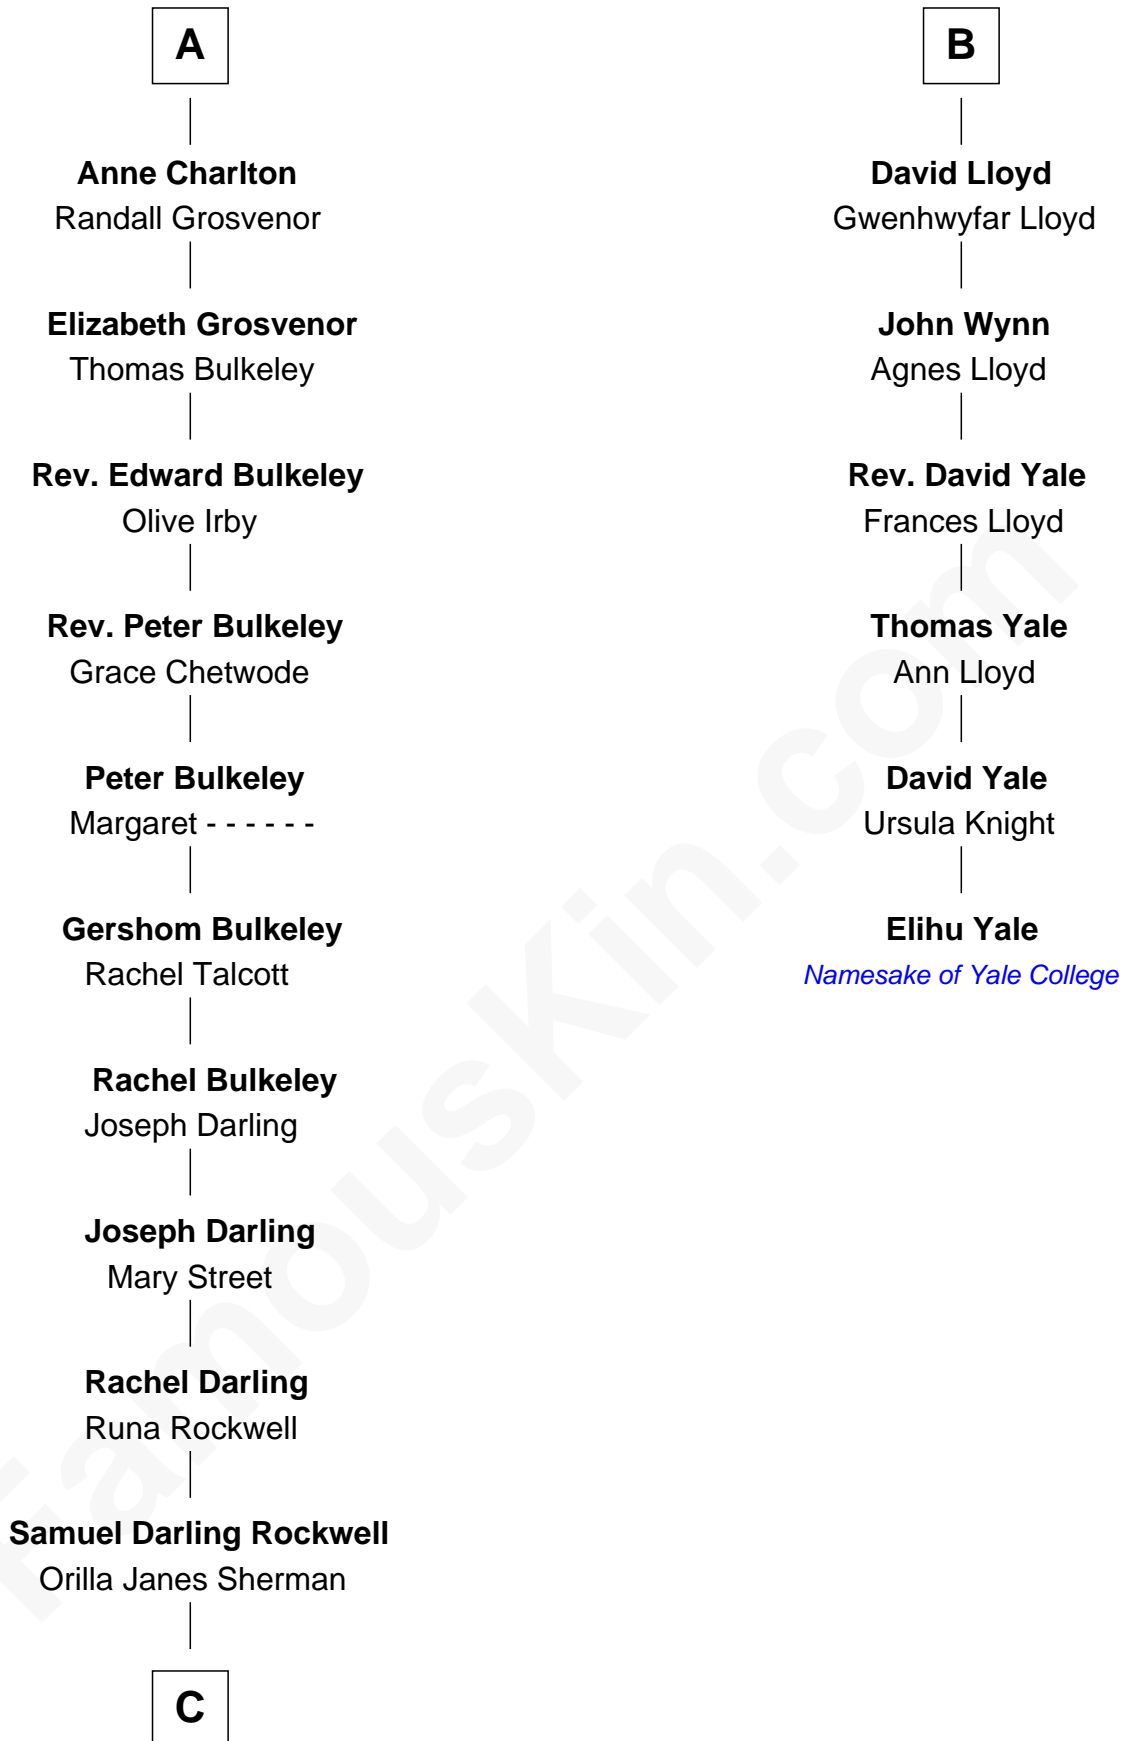 A
Anne Charlton
Randall Grosvenor
Elizabeth Grosvenor
Thomas Bulkeley
Rev. Edward Bulkeley
Olive Irby
Rev. Peter Bulkeley
Grace Chetwode
Peter Bulkeley
Margaret - - - - - -
Gershom Bulkeley
Rachel Talcott
Rachel Bulkeley
Joseph Darling
Joseph Darling
Mary Street
Rachel Darling
Runa Rockwell
Samuel Darling Rockwell
Orilla Janes Sherman
C
B
David Lloyd
Gwenhwyfar Lloyd
John Wynn
Agnes Lloyd
Rev. David Yale
Frances Lloyd
Thomas Yale
Ann Lloyd
David Yale
Ursula Knight
Elihu Yale
Namesake of Yale College
FamousKin.com